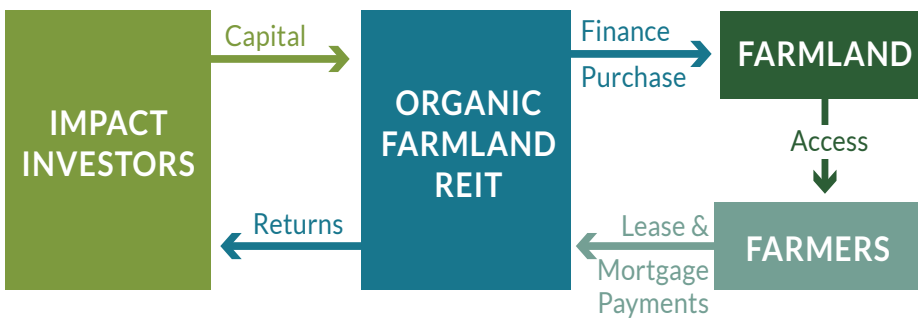 IMPACT
INVESTORS
Capital
Returns
ORGANIC
FARMLAND
REIT
Finance
Purchase
FARMLAND
Access
FARMERS
Lease &
Mortgage
Payments